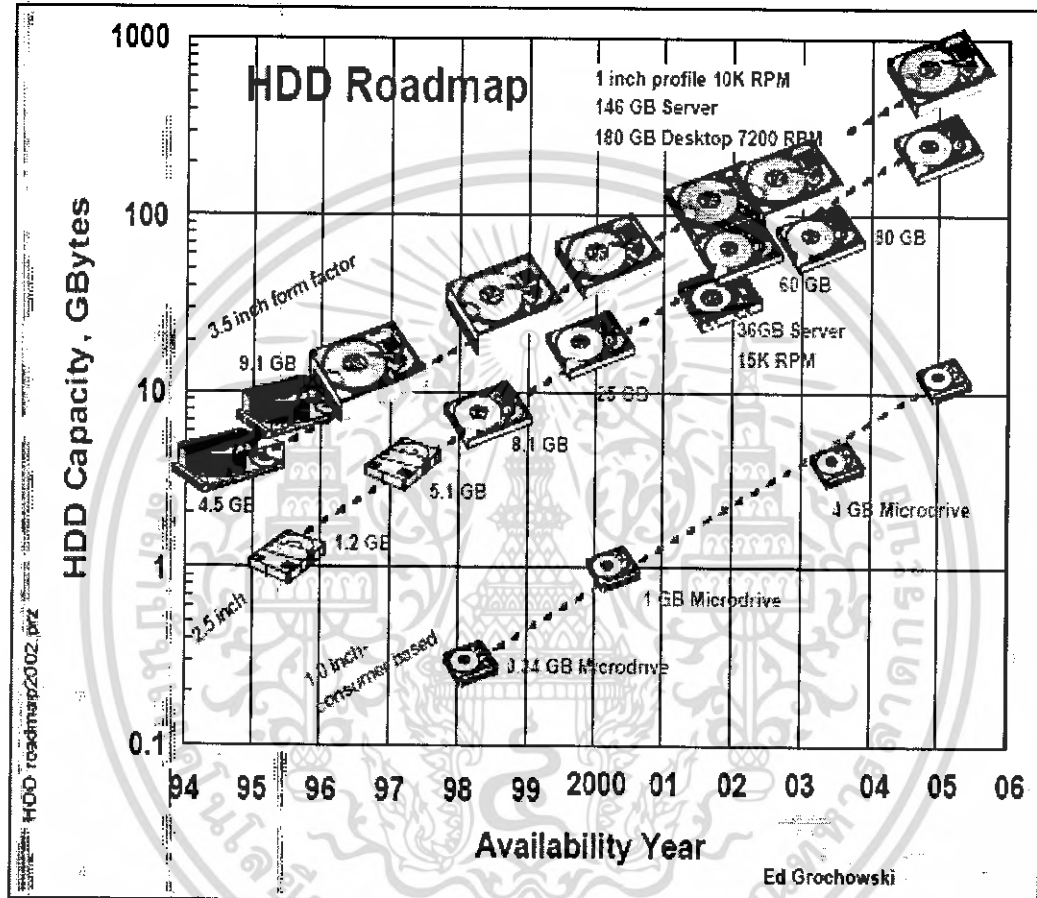 1000
100
10
1
0.1
HDD Capacity, GBytes
HDD roadmap2002.prz
HDD Roadmap
1 inch profile 10K RPM
146 GB Server
180 GB Desktop 7200 RPM
3.5 inch form factor
9.1 GB
4.5 GB
80 GB
60 GB
36GB Server
15K RPM
25 GB
8.1 GB
5.1 GB
1.2 GB
2.5 inch
1.0 inch-
consumer based
0.34 GB Microdrive
1 GB Microdrive
4 GB Microdrive
94 95 96 97 98 99 2000 01 02 03 04 05 06
Availability Year
Ed Grochowski